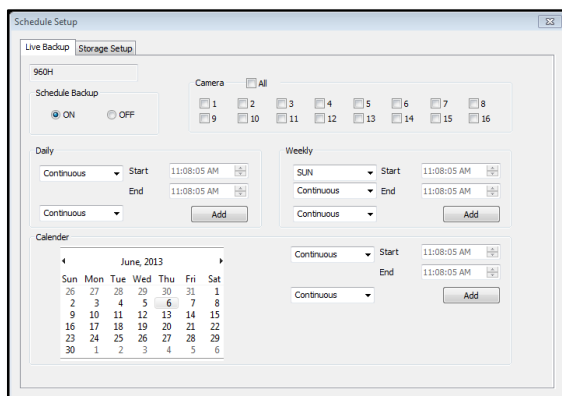 Schedule Setup
Live Backup Storage Setup
960H
Schedule Backup
ON OFF
Camera All
1 2 3 4 5 6 7 8
9 10 11 12 13 14 15 16
Daily
Continuous Start 11:08:05 AM
End 11:08:05 AM
Continuous Add
Weekly
SUN Start 11:08:05 AM
Continuous End 11:08:05 AM
Continuous Add
Calender
June, 2013
Sun Mon Tue Wed Thu Fri Sat
26 27 28 29 30 31 1
2 3 4 5 6 7 8
9 10 11 12 13 14 15
16 17 18 19 20 21 22
23 24 25 26 27 28 29
30 1 2 3 4 5 6
Continuous Start 11:08:05 AM
End 11:08:05 AM
Continuous Add